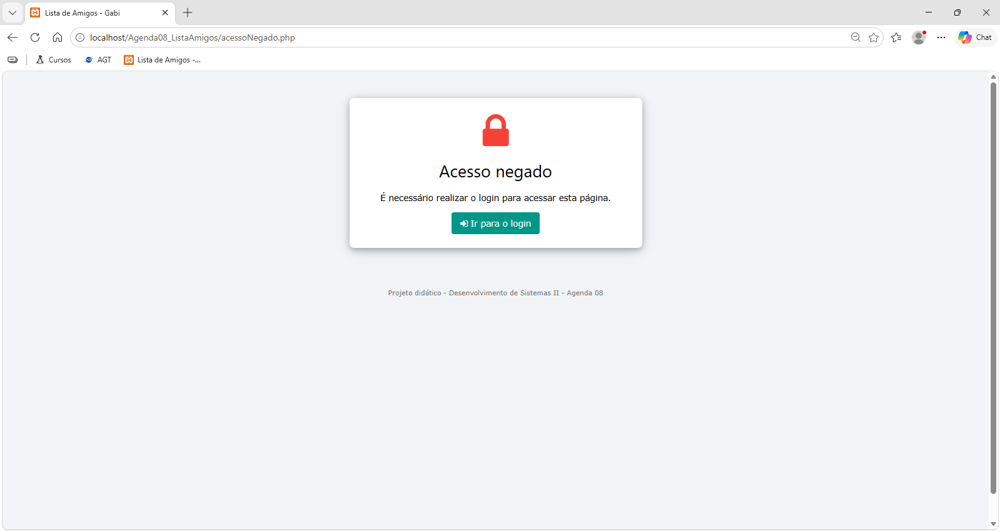 Lista de Amigos - Gabi
localhost/Agenda08_ListaAmigos/acessoNegado.php
Chat
Cursos
AGT
Lista de Amigos -...
Acesso negado
É necessário realizar o login para acessar esta página.
Ir para o login
Projeto didático - Desenvolvimento de Sistemas II - Agenda 08